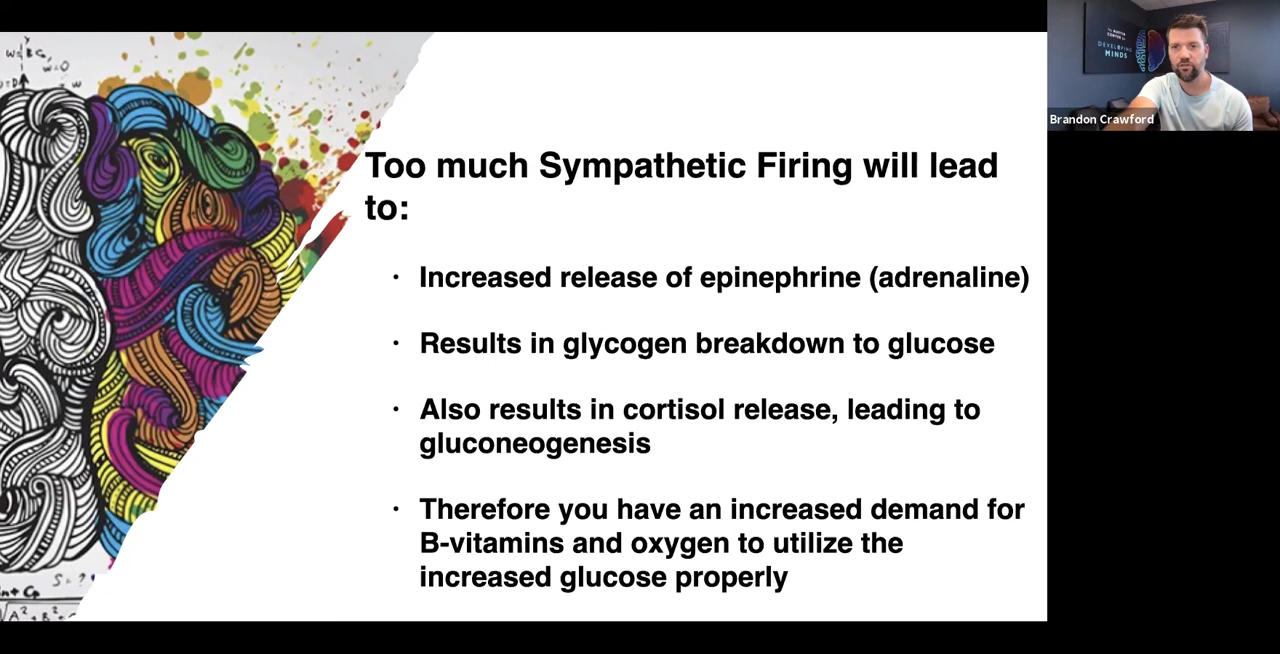 Too much Sympathetic Firing will lead
to:
· Increased release of epinephrine (adrenaline)
· Results in glycogen breakdown to glucose
· Also results in cortisol release, leading to
gluconeogenesis
· Therefore you have an increased demand for
B-vitamins and oxygen to utilize the
increased glucose properly
DEVELOPING
MINDS
Brandon Crawford